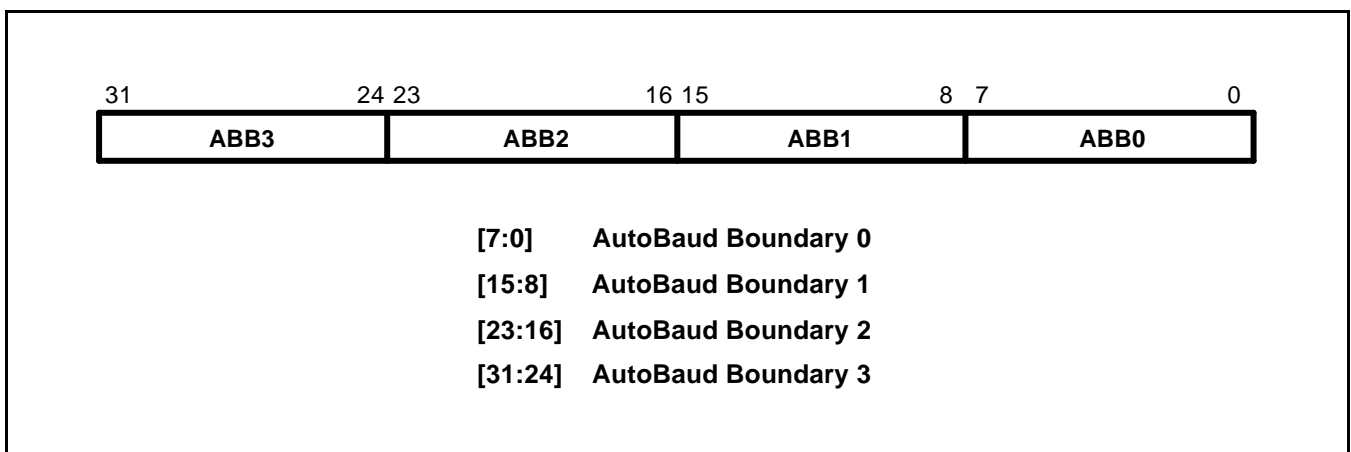 31 24 23 16 15 8 7 0
ABB3 ABB2 ABB1 ABB0
[7:0] AutoBaud Boundary 0
[15:8] AutoBaud Boundary 1
[23:16] AutoBaud Boundary 2
[31:24] AutoBaud Boundary 3